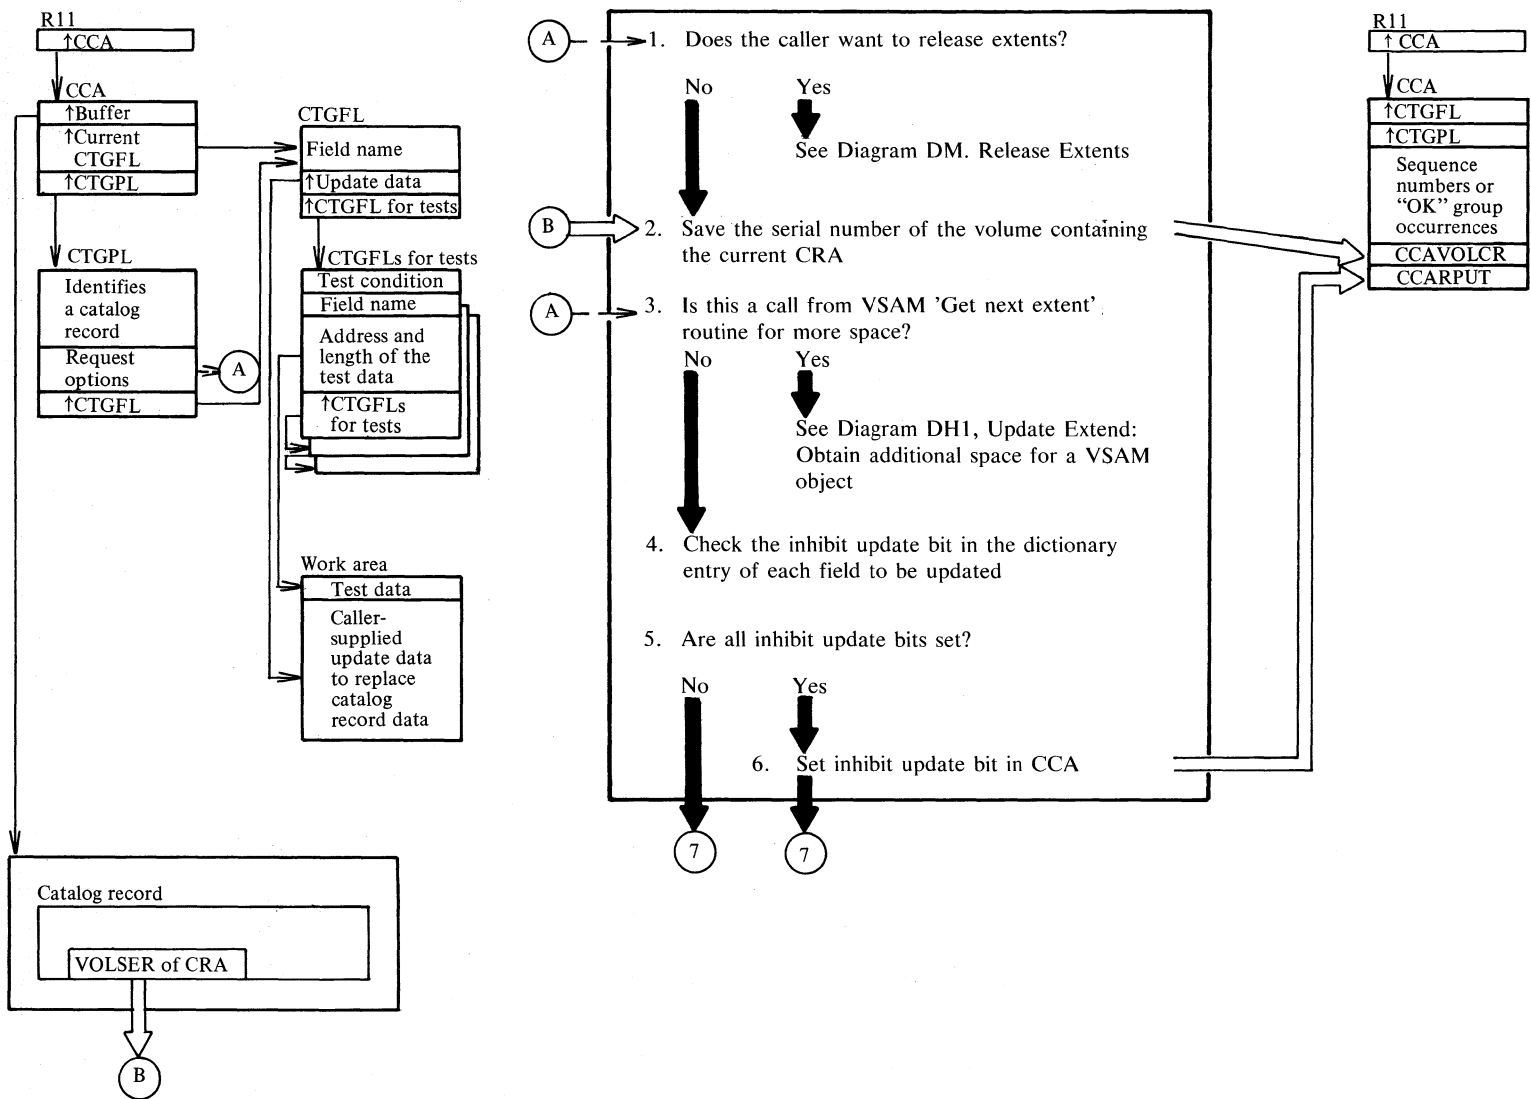 R11
↑CCA
CCA
↑Buffer
↑Current
CTGFL
↑CTGPL
CTGPL
Identifies
a catalog
record
Request
options
↑CTGFL
A
CTGFL
Field name
↑Update data
↑CTGFL for tests
CTGFLs for tests
Test condition
Field name
Address and
length of the
test data
↑CTGFLs
for tests
Work area
Test data
Caller-
supplied
update data
to replace
catalog
record data
Catalog record
VOLSER of CRA
B
A
1. Does the caller want to release extents?
No Yes
See Diagram DM. Release Extents
B
2. Save the serial number of the volume containing
the current CRA
A
3. Is this a call from VSAM 'Get next extent'
routine for more space?
No Yes
See Diagram DH1, Update Extend:
Obtain additional space for a VSAM
object
4. Check the inhibit update bit in the dictionary
entry of each field to be updated
5. Are all inhibit update bits set?
No Yes
6. Set inhibit update bit in CCA
7 7
R11
↑ CCA
CCA
↑CTGFL
↑CTGPL
Sequence
numbers or
“OK” group
occurrences
CCAVOLCR
CCARPUT